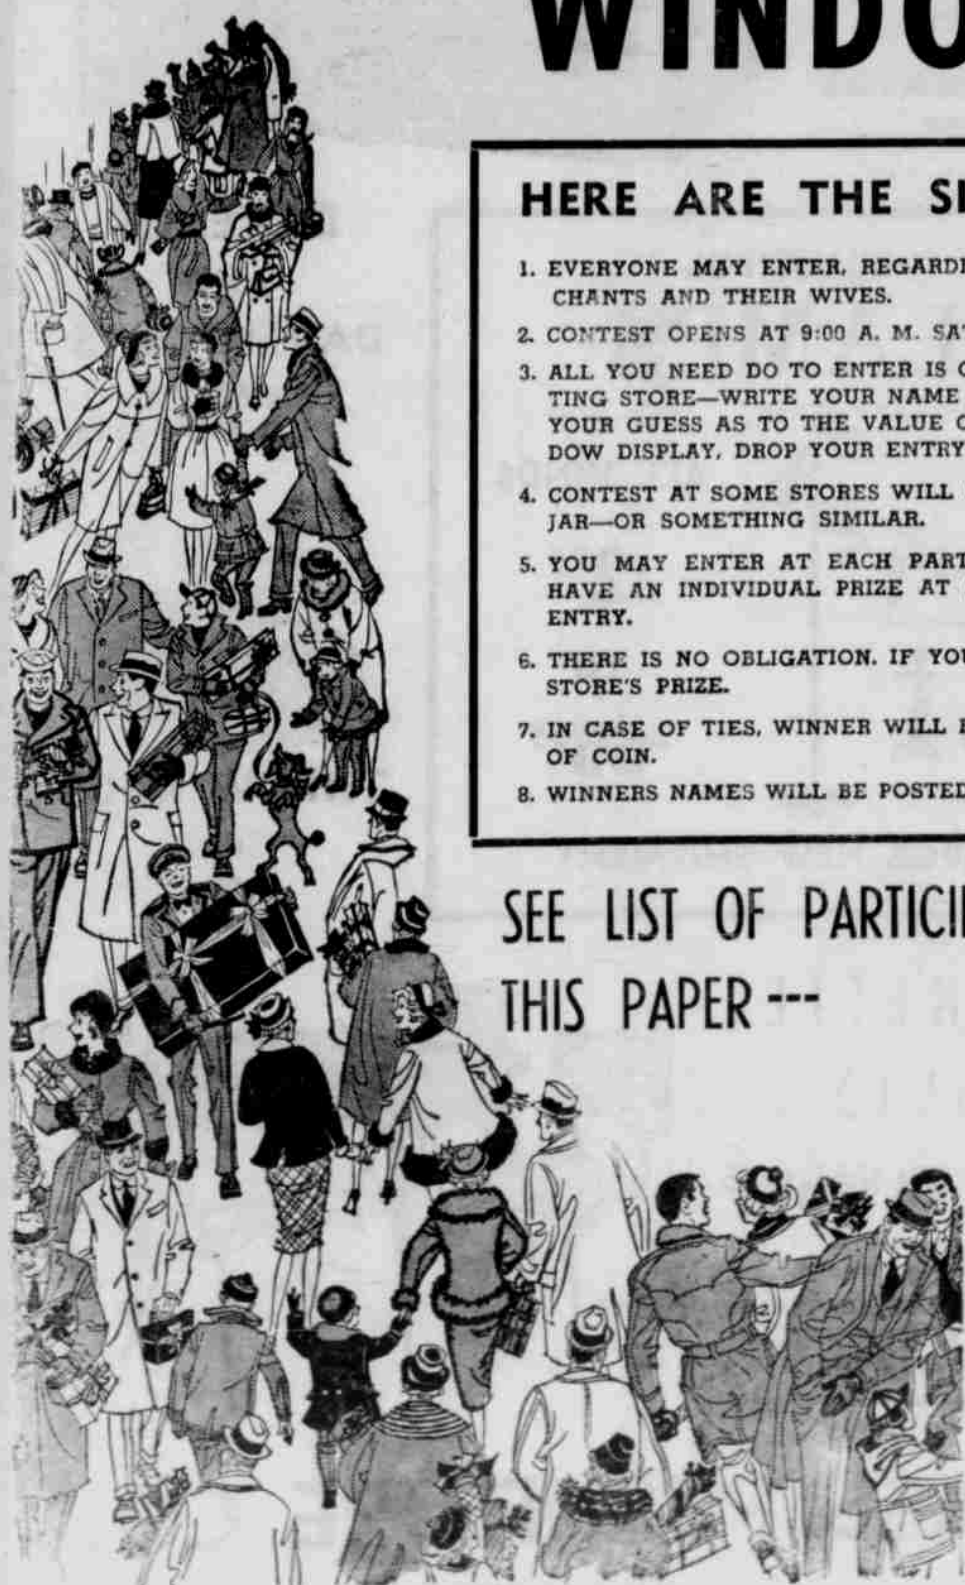 WINDO
HERE ARE THE SI
1. EVERYONE MAY ENTER, REGARDL
CHANTS AND THEIR WIVES.
2. CONTEST OPENS AT 9:00 A. M. SA
3. ALL YOU NEED DO TO ENTER IS
TING STORE—WRITE YOUR NAME
YOUR GUESS AS TO THE VALUE
DOW DISPLAY, DROP YOUR ENTRY
4. CONTEST AT SOME STORES WILL
JAR—OR SOMETHING SIMILAR.
5. YOU MAY ENTER AT EACH PART
HAVE AN INDIVIDUAL PRIZE AT
ENTRY.
6. THERE IS NO OBLIGATION. IF YOU
STORE'S PRIZE.
7. IN CASE OF TIES, WINNER WILL
OF COIN.
8. WINNERS NAMES WILL BE POSTED
SEE LIST OF PARTICI
THIS PAPER ---